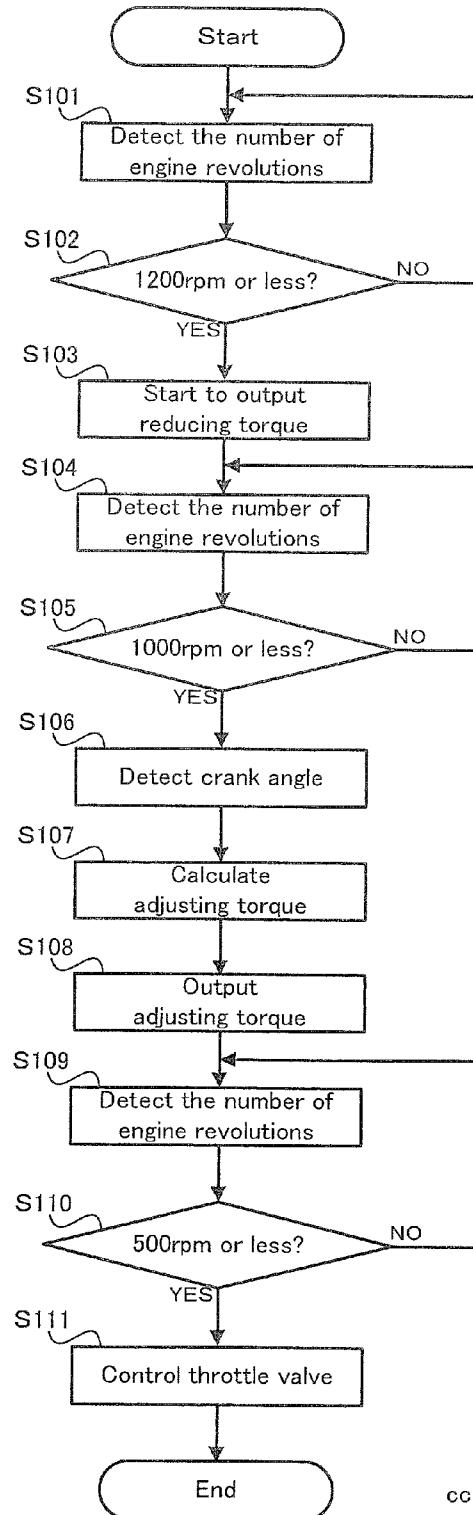 Start
S101
Detect the number of
engine revolutions
S102
1200rpm or less?
NO
YES
S103
Start to output
reducing torque
S104
Detect the number of
engine revolutions
S105
1000rpm or less?
NO
YES
S106
Detect crank angle
S107
Calculate
adjusting torque
S108
Output
adjusting torque
S109
Detect the number of
engine revolutions
S110
500rpm or less?
NO
YES
S111
Control throttle valve
End
cc